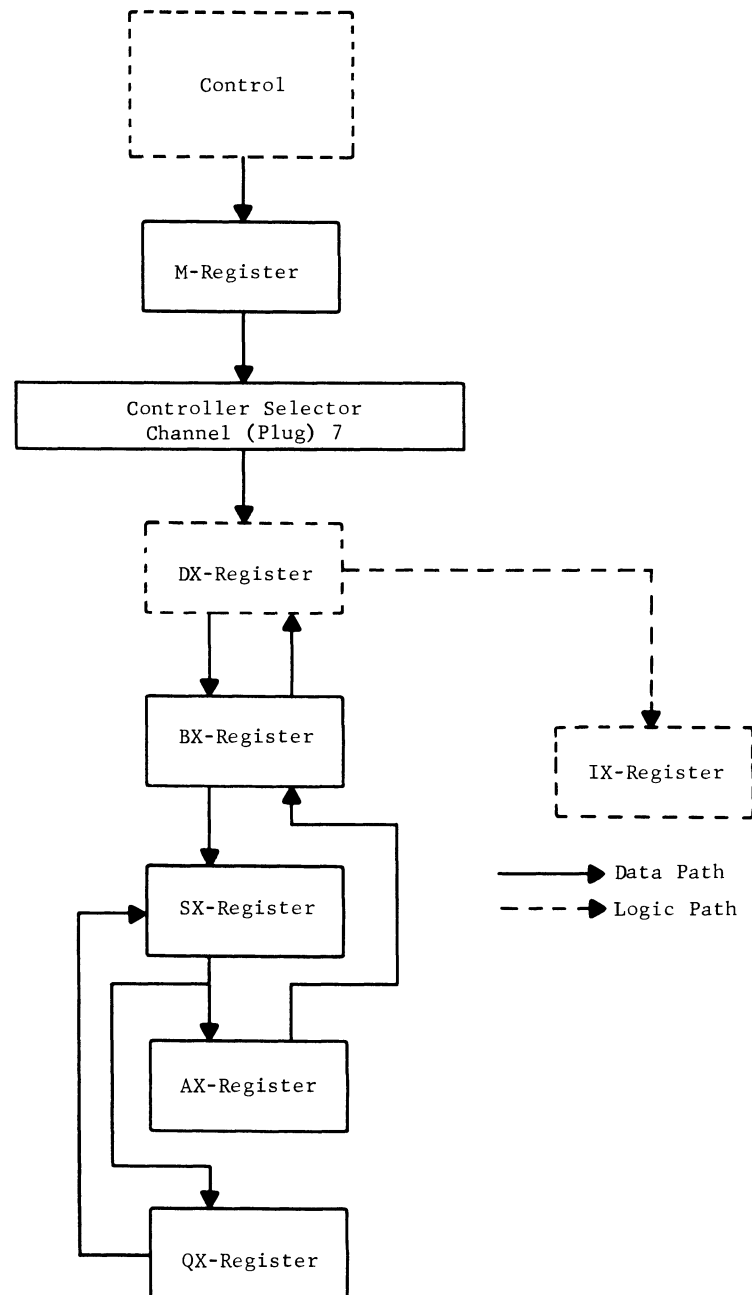 Control
M-Register
Controller Selector
Channel (Plug) 7
DX-Register
BX-Register
IX-Register
SX-Register
Data Path
Logic Path
AX-Register
QX-Register